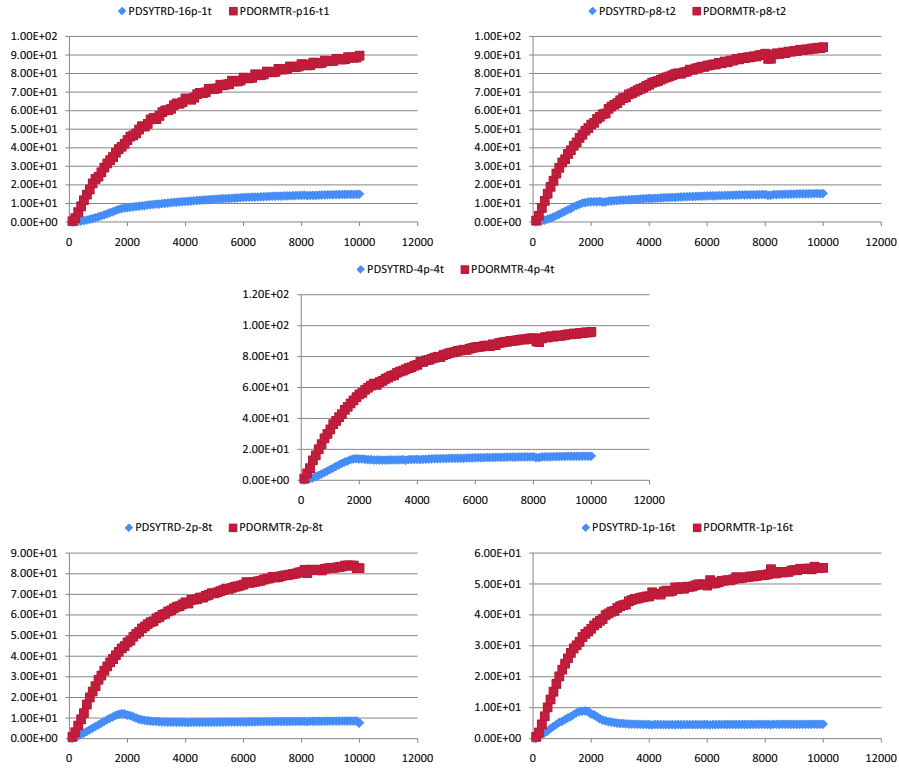 PDSYTRD-16p-1t PDORMTR-p16-t1
1.00E+02
9.00E+01
8.00E+01
7.00E+01
6.00E+01
5.00E+01
4.00E+01
3.00E+01
2.00E+01
1.00E+01
0.00E+00
0 2000 4000 6000 8000 10000 12000
PDSYTRD-p8-t2 PDORMTR-p8-t2
1.00E+02
9.00E+01
8.00E+01
7.00E+01
6.00E+01
5.00E+01
4.00E+01
3.00E+01
2.00E+01
1.00E+01
0.00E+00
0 2000 4000 6000 8000 10000 12000
PDSYTRD-4p-4t PDORMTR-4p-4t
1.20E+02
1.00E+02
8.00E+01
6.00E+01
4.00E+01
2.00E+01
0.00E+00
0 2000 4000 6000 8000 10000 12000
PDSYTRD-2p-8t PDORMTR-2p-8t
9.00E+01
8.00E+01
7.00E+01
6.00E+01
5.00E+01
4.00E+01
3.00E+01
2.00E+01
1.00E+01
0.00E+00
0 2000 4000 6000 8000 10000 12000
PDSYTRD-1p-16t PDORMTR-1p-16t
6.00E+01
5.00E+01
4.00E+01
3.00E+01
2.00E+01
1.00E+01
0.00E+00
0 2000 4000 6000 8000 10000 12000